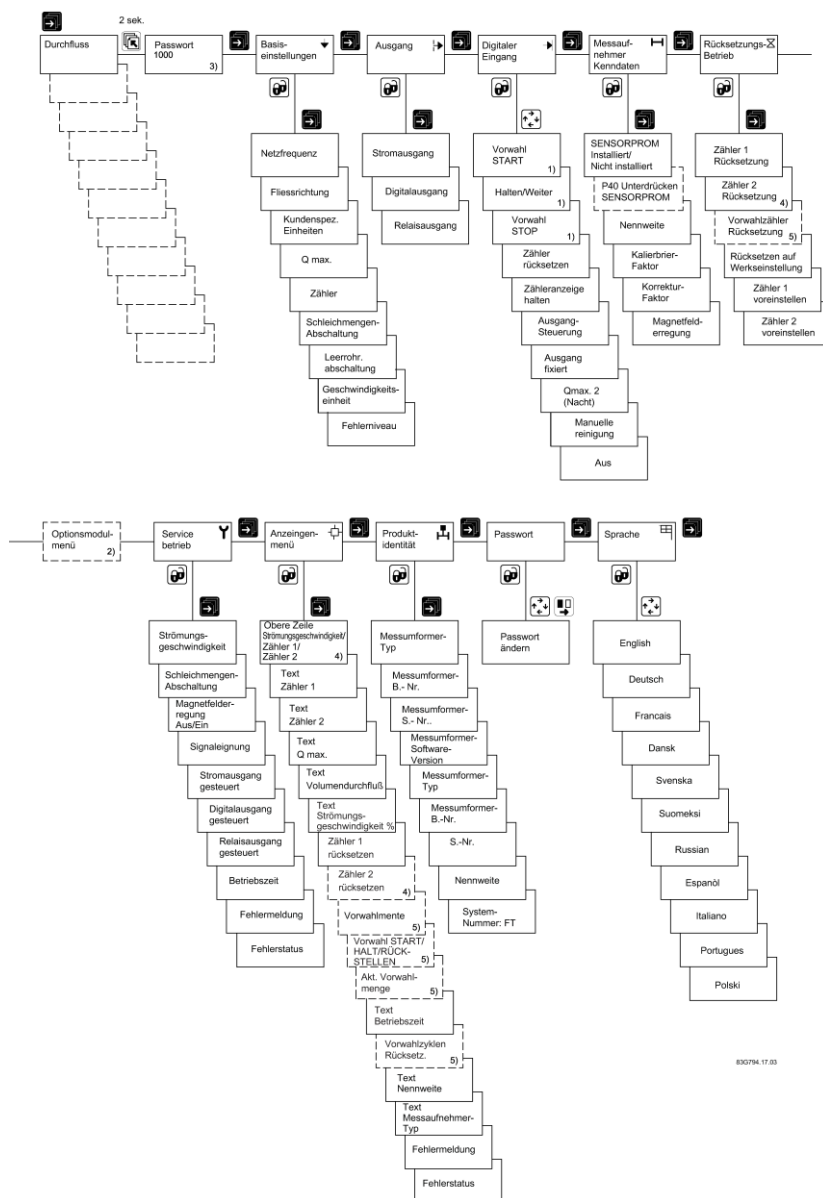 2 sek.
Durchfluss
Passwort
1000
3)
Basis-
einstellungen
Ausgang
Digitaler
Eingang
Messauf-
nehmer
Kenndaten
Rücksetzungs-
Betrieb
Netzfrequenz
Fliessrichtung
Kundenspez.
Einheiten
Q max.
Zähler
Schleichmengen-
Abschaltung
Leerrohr.
abschaltung
Geschwindigkeits-
einheit
Fehlerniveau
Stromausgang
Digitalausgang
Relaisausgang
Vorwahl
START
1)
Halten/Weiter
1)
Vorwahl
STOP
1)
Zähler
rücksetzen
Zähleranzeige
halten
Ausgang-
Steuerung
Ausgang
fixiert
Qmax. 2
(Nacht)
Manuelle
reinigung
Aus
SENSORPROM
Installiert/
Nicht installiert
P40 Unterdrücken
SENSORPROM
Nennweite
Kalierbrier-
Faktor
Korrektur-
Faktor
Magnetfeld-
erregung
Zähler 1
Rücksetzung
Zähler 2
Rücksetzung
4)
Vorwahlzähler
Rücksetzung
5)
Rücksetzen auf
Werkseinstellung
Zähler 1
voreinstellen
Zähler 2
voreinstellen
Optionsmodul-
menü
2)
Service
betrieb
Anzeingen-
menü
Produkt-
identität
Passwort
Sprache
Strömungs-
geschwindigkeit
Schleichmengen-
Abschaltung
Magnetfelder-
regung
Aus/Ein
Signaleignung
Stromausgang
gesteuert
Digitalausgang
gesteuert
Relaisausgang
gesteuert
Betriebszeit
Fehlermeldung
Fehlerstatus
Obere Zeile
Strömungsgeschwindigkeit/
Zähler 1/
Zähler 2
4)
Text
Zähler 1
Text
Zähler 2
Text
Q max.
Text
Volumendurchfluß
Text
Strömungs-
geschwindigkeit %
Zähler 1
rücksetzen
Zähler 2
rücksetzen
4)
Vorwahlmente
5)
Vorwahl START/
HALT/RÜCK-
STELLEN
5)
Akt. Vorwahl-
menge
5)
Text
Betriebszeit
Vorwahlzyklen
Rücksetz.
5)
Text
Nennweite
Text
Messaufnehmer-
Typ
Fehlermeldung
Fehlerstatus
Messumformer-
Typ
Messumformer-
B.- Nr.
Messumformer-
S.- Nr..
Messumformer-
Software-
Version
Messumformer-
Typ
Messumformer-
B.-Nr.
S.-Nr.
Nennweite
System-
Nummer: FT
Passwort
ändern
English
Deutsch
Francais
Dansk
Svenska
Suomeksi
Russian
Espanòl
Italiano
Portugues
Polski
83G794.17.03